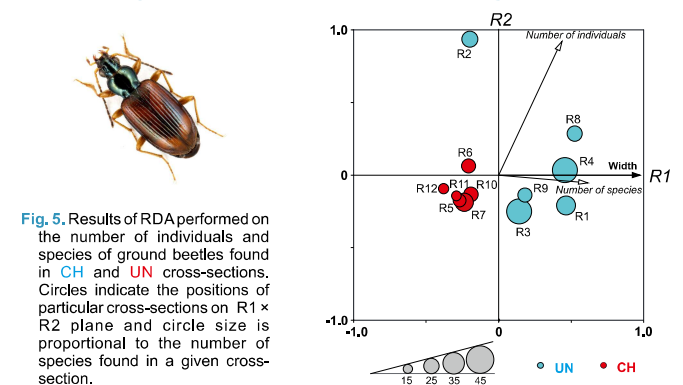 Fig. 5. Results of RDA performed on
the number of individuals and
species of ground beetles found
in CH and UN cross-sections.
Circles indicate the positions of
particular cross-sections on R1 ×
R2 plane and circle size is
proportional to the number of
species found in a given cross-
section.
R2
1.0
Number of individuals
R2
R8
R6
R4
Width
0
R1
R12
R11
R10
R9
Number of species
R5
R7
R3
R1
-1.0
-1.0
0
1.0
15 25 35 45
UN
CH